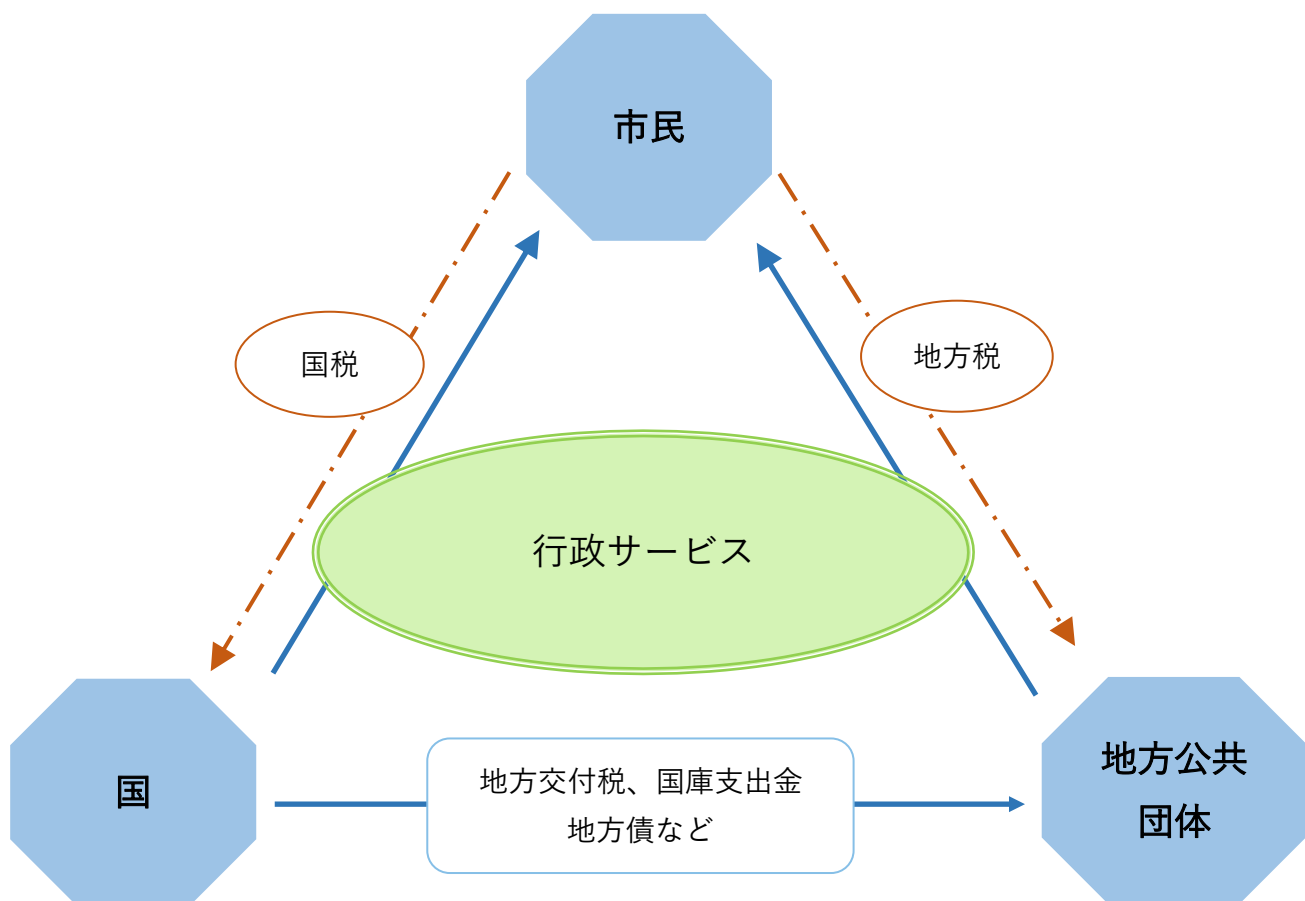 市民
国税
地方税
行政サービス
国
地方交付税、国庫支出金
地方債など
地方公共
団体